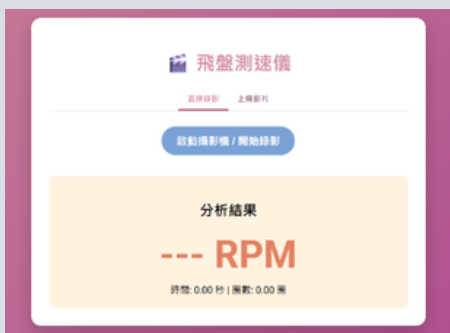 飛盤測速儀
直接錄影 上傳影片
啟動攝影機 / 開始錄影
分析結果
--- RPM
時間: 0.00 秒 | 圈數: 0.00 圈